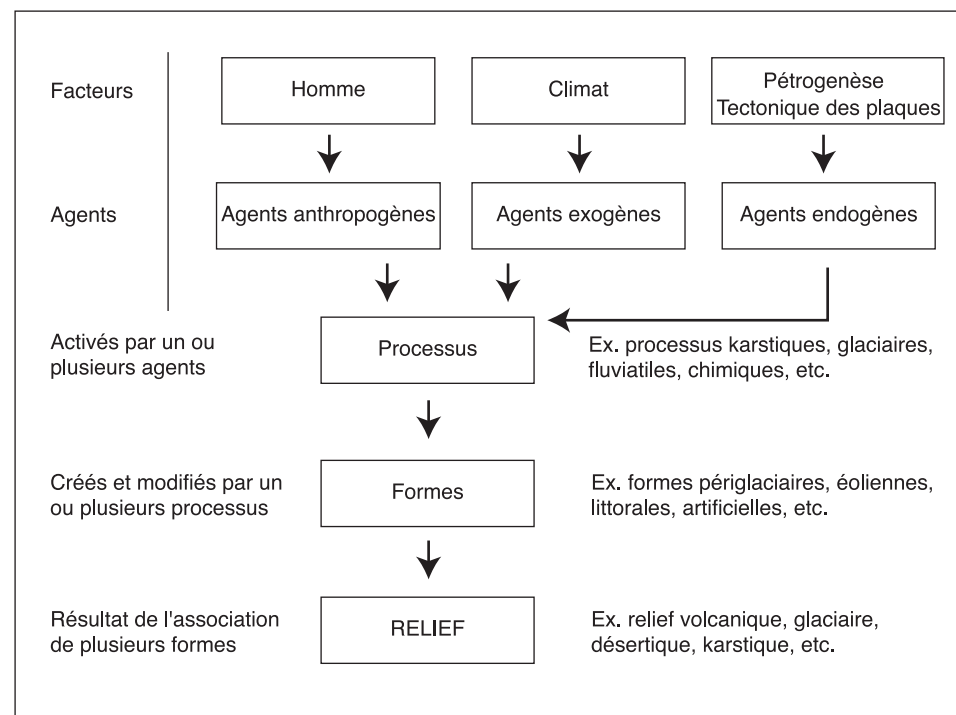 Facteurs
Homme
Climat
Pétrogenèse
Tectonique des plaques
Agents
Agents anthropogènes
Agents exogènes
Agents endogènes
Activés par un ou
plusieurs agents
Processus
Ex. processus karstiques, glaciaires,
fluviatiles, chimiques, etc.
Créés et modifiés par un
ou plusieurs processus
Formes
Ex. formes périglaciaires, éoliennes,
littorales, artificielles, etc.
Résultat de l'association
de plusieurs formes
RELIEF
Ex. relief volcanique, glaciaire,
désertique, karstique, etc.